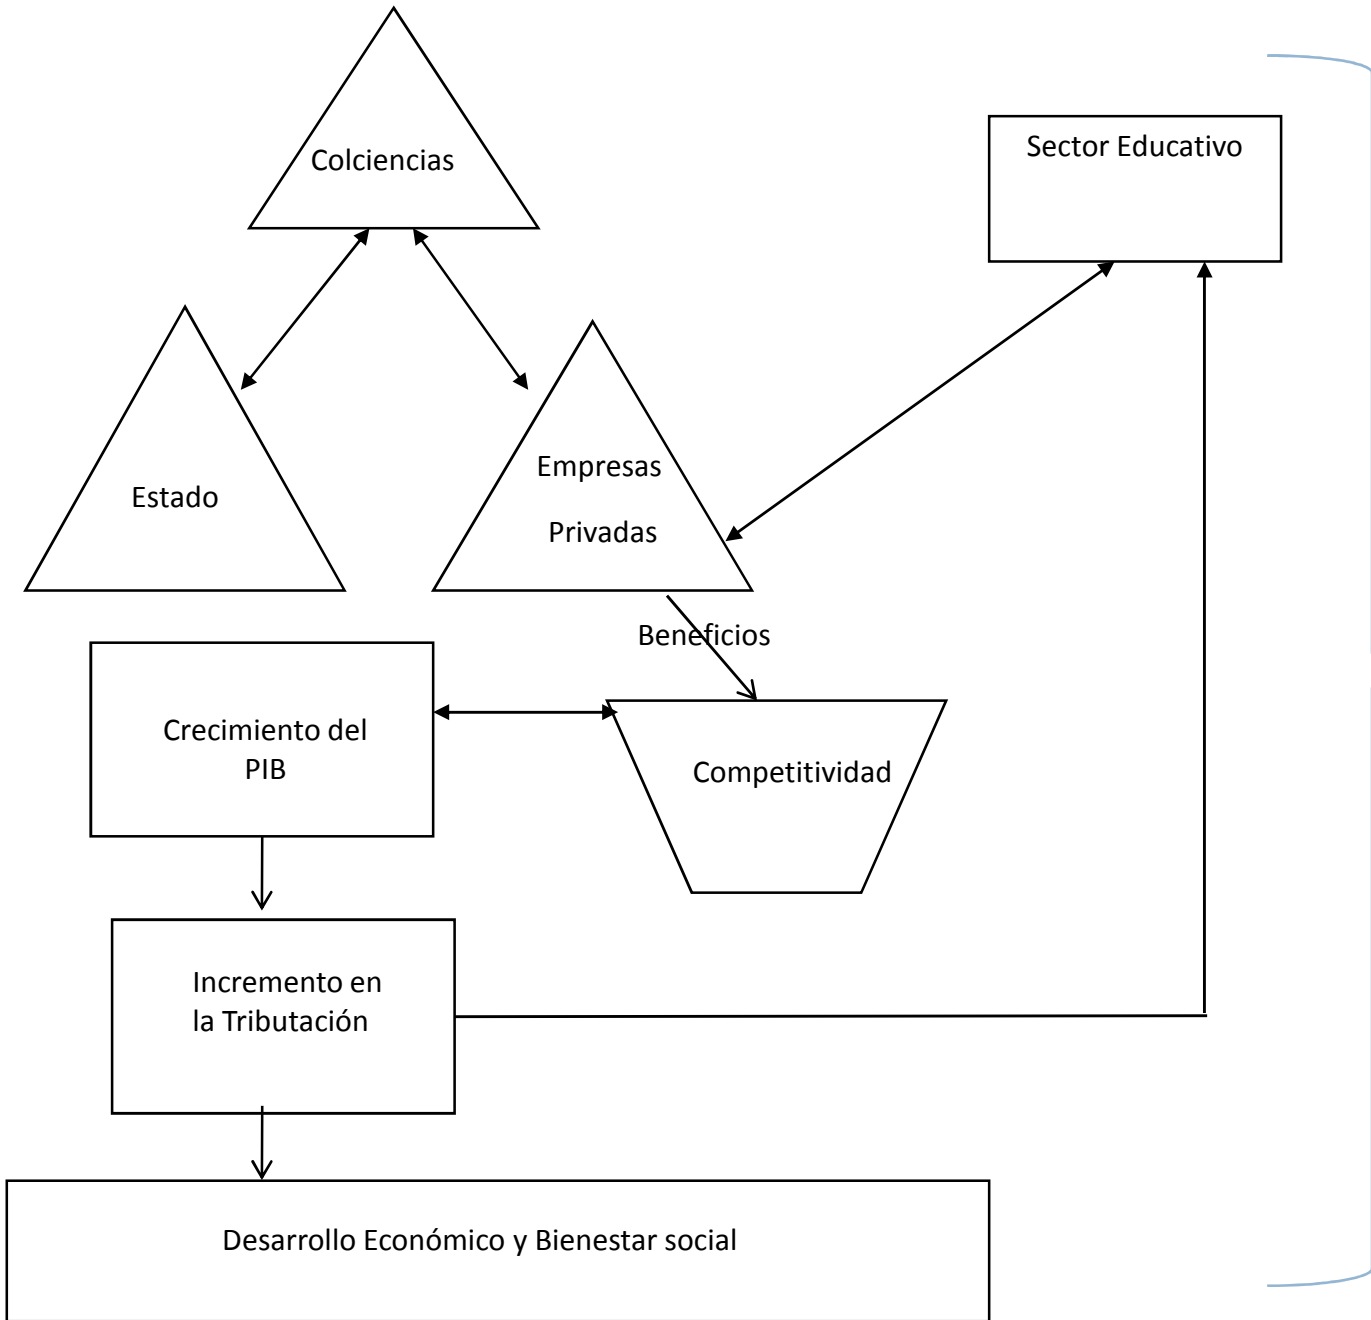 Colciencias
Sector Educativo
Estado
Empresas
Privadas
Beneficios
Crecimiento del
PIB
Competitividad
Incremento en
la Tributación
Desarrollo Económico y Bienestar social